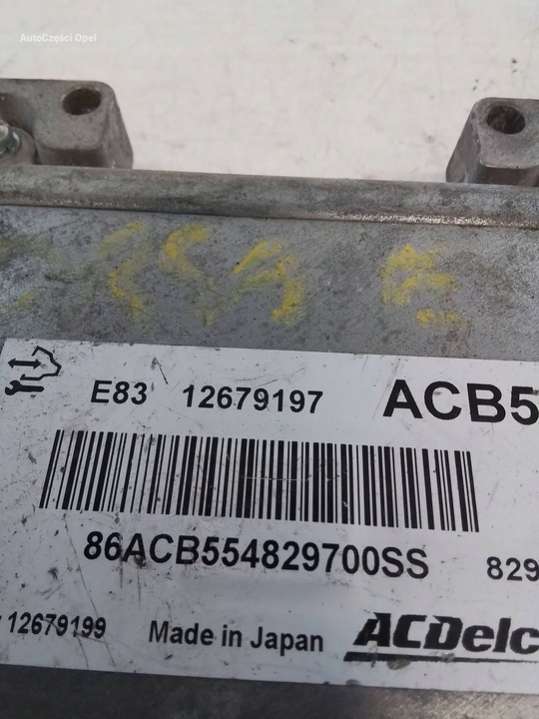 AutoCzęści Opel
E83 12679197 ACB5
86ACB554829700SS 829
12679199 Made in Japan ACDelc